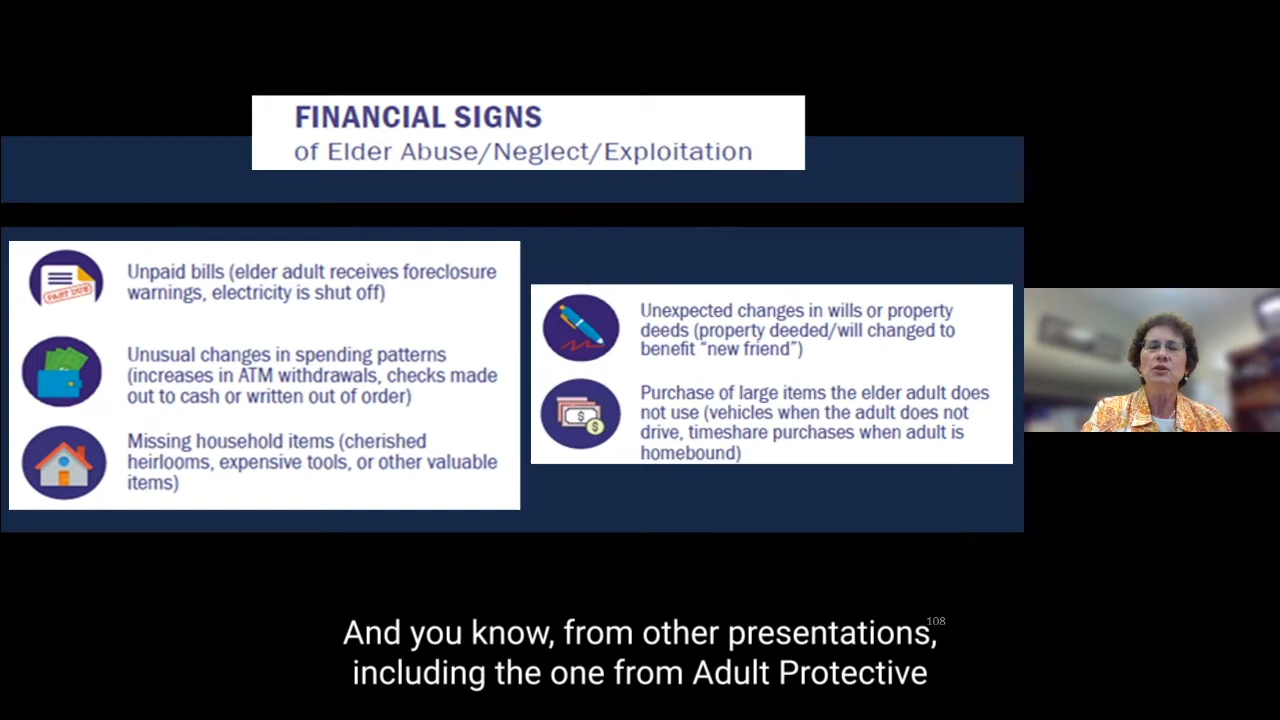 FINANCIAL SIGNS
of Elder Abuse/Neglect/Exploitation
PAST DUE
Unpaid bills (elder adult receives foreclosure
warnings, electricity is shut off)
Unusual changes in spending patterns
(increases in ATM withdrawals, checks made
out to cash or written out of order)
Missing household items (cherished
heirlooms, expensive tools, or other valuable
items)
Unexpected changes in wills or property
deeds (property deeded/will changed to
benefit “new friend”)
$
$
Purchase of large items the elder adult does
not use (vehicles when the adult does not
drive, timeshare purchases when adult is
homebound)
108
And you know, from other presentations,
including the one from Adult Protective